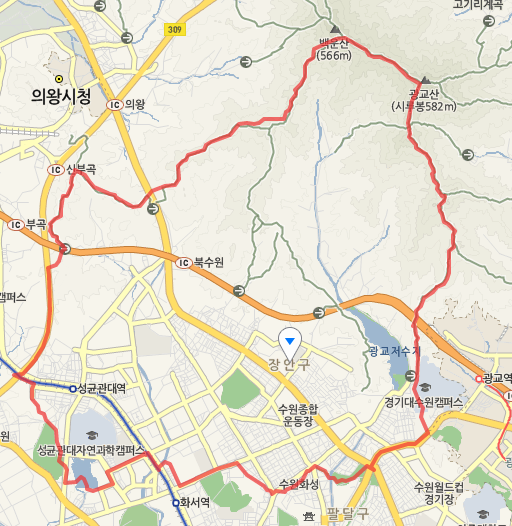 고기리계곡
309
백운산
(566m)
의왕시청
광교산
(시루봉582m)
IC 의왕
IC 신부곡
IC 부곡
IC 북수원
캠퍼스
광교저수지
장안구
광교역
성균관대역
경기대수원캠퍼스
수원종합
운동장
원
성균관대자연과학캠퍼스
수원화성
수원월드컵
경기장
화서역
팔달구